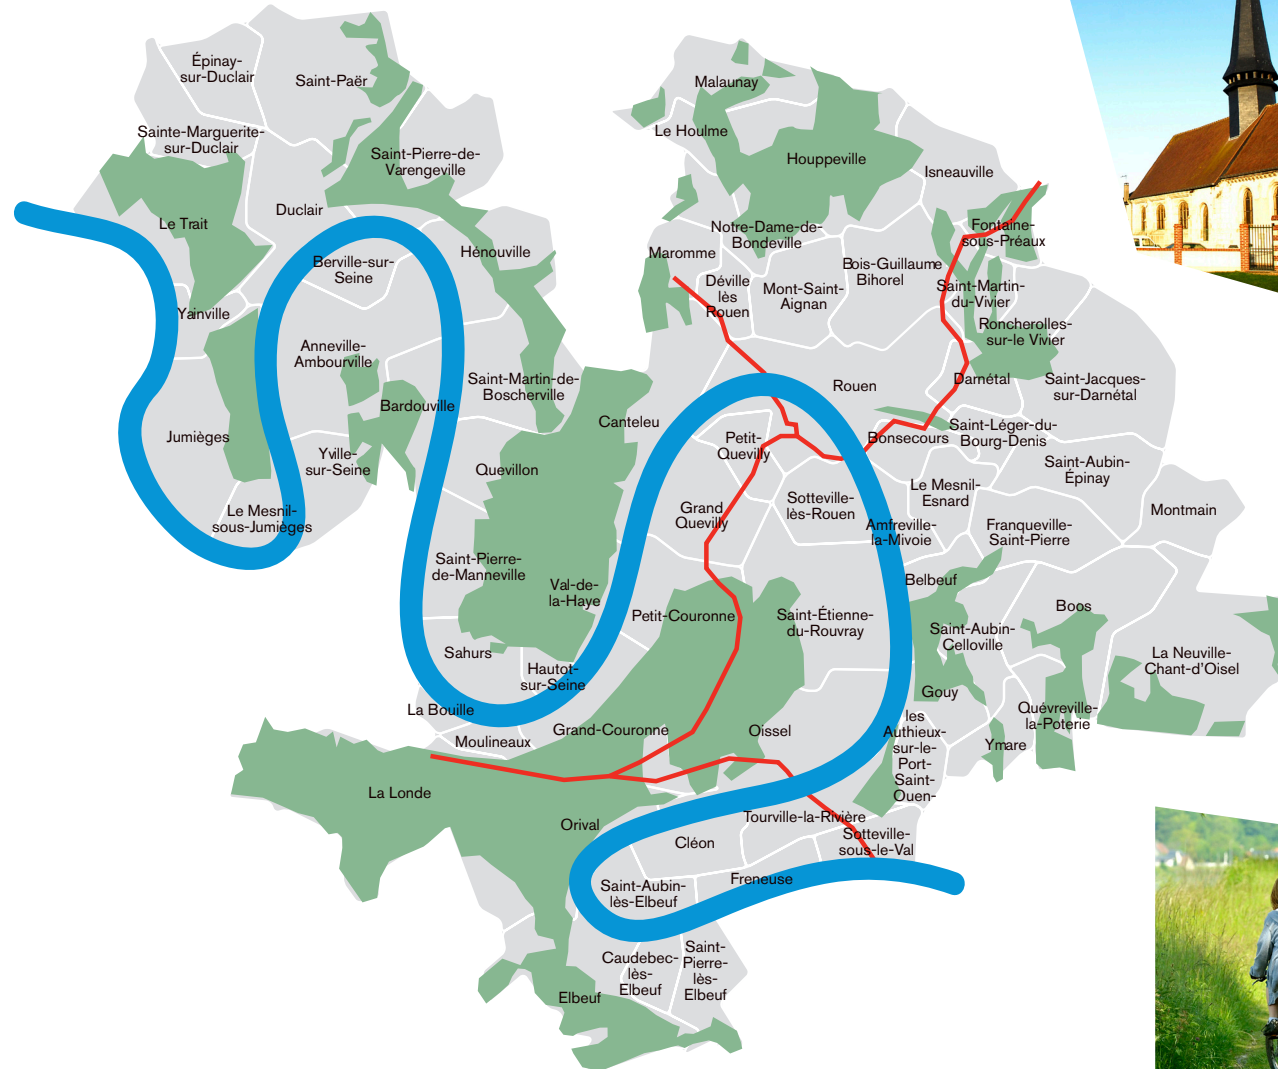 Épinay-
sur-Duclair
Saint-Paër
Sainte-Marguerite-
sur-Duclair
Saint-Pierre-de-
Varengeville
Le Trait
Duclair
Hénouville
Berville-sur-
Seine
Yainville
Anneville-
Ambourville
Saint-Martin-de-
Boscherville
Bardouville
Jumièges
Yville-
sur-Seine
Quevillon
Canteleu
Le Mesnil-
sous-Jumièges
Saint-Pierre-
de-Manneville
Val-de-
la-Haye
Sahurs
Hautot-
sur-Seine
La Bouille
Moulineaux
Malaunay
Le Houlme
Houppeville
Isneauville
Notre-Dame-de-
Bondeville
Fontaine-
sous-Préaux
Maromme
Déville
lès
Rouen
Mont-Saint-
Aignan
Bois-Guillaume
Bihorel
Saint-Martin-
du-Vivier
Roncherolles-
sur-le Vivier
Rouen
Darnétal
Saint-Jacques-
sur-Darnétal
Petit-
Quevilly
Bonsecours
Saint-Léger-du-
Bourg-Denis
Saint-Aubin-
Épinay
Grand
Quevilly
Sotteville-
lès-Rouen
Le Mesnil-
Esnard
Montmain
Amfreville-
la-Mivoie
Franqueville-
Saint-Pierre
Belbeuf
Boos
Petit-Couronne
Saint-Étienne-
du-Rouvray
Saint-Aubin-
Celloville
La Neuville-
Chant-d'Oisel
Gouy
Quévreville-
la-Poterie
Grand-Couronne
Oissel
les
Authieux-
sur-le-
Port-
Saint-
Ouen-
Ymare
La Londe
Orival
Tourville-la-Rivière
Cléon
Sotteville-
sous-le-Val
Freneuse
Saint-Aubin-
lès-Elbeuf
Caudebec-
lès-
Elbeuf
Saint-
Pierre-
lès-
Elbeuf
Elbeuf